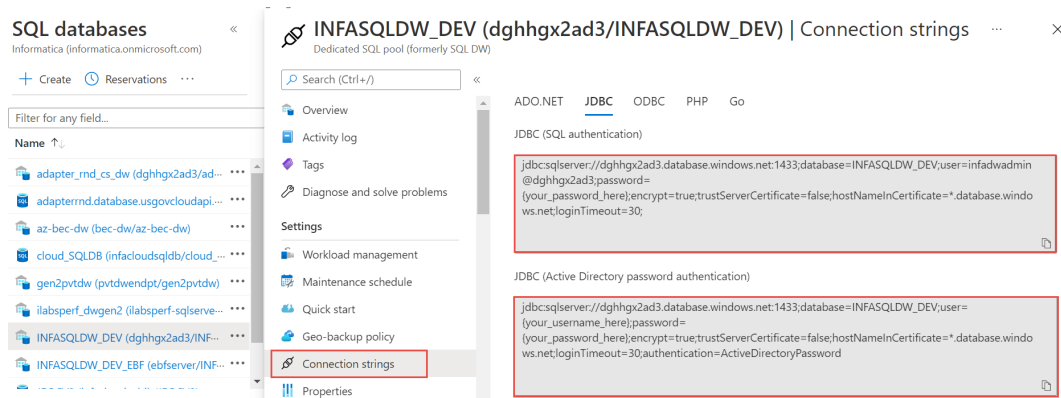 SQL databases
«
Informatica (informatica.onmicrosoft.com)
+ Create
Reservations
···
Filter for any field...
Name ↑↓
adapter_rnd_cs_dw (dghhgx2ad3/ad··· ···
adapterrnd.database.usgovcloudapi.··· ···
az-bec-dw (bec-dw/az-bec-dw) ···
cloud_SQLDB (infacloudsqldb/cloud_··· ···
gen2pvtdw (pvtdwendpt/gen2pvtdw) ···
ilabsperf_dwgen2 (ilabsperf-sqlserve··· ···
INFASQLDW_DEV (dghhgx2ad3/INF··· ···
INFASQLDW_DEV_EBF (ebfserver/INF··· ···
INFASQLDW_DEV (dghhgx2ad3/INFASQLDW_DEV) | Connection strings ···
Dedicated SQL pool (formerly SQL DW)
Search (Ctrl+/)
«
Overview
Activity log
Tags
Diagnose and solve problems
Settings
Workload management
Maintenance schedule
Quick start
Geo-backup policy
Connection strings
Properties
ADO.NET JDBC ODBC PHP Go
JDBC (SQL authentication)
jdbc:sqlserver://dghhgx2ad3.database.windows.net:1433;database=INFASQLDW_DEV;user=infadwadmin
@dghhgx2ad3;password=
{your_password_here};encrypt=true;trustServerCertificate=false;hostNameInCertificate=*.database.windo
ws.net;loginTimeout=30;
JDBC (Active Directory password authentication)
jdbc:sqlserver://dghhgx2ad3.database.windows.net:1433;database=INFASQLDW_DEV;user=
{your_username_here};password=
{your_password_here};encrypt=true;trustServerCertificate=false;hostNameInCertificate=*.database.windo
ws.net;loginTimeout=30;authentication=ActiveDirectoryPassword